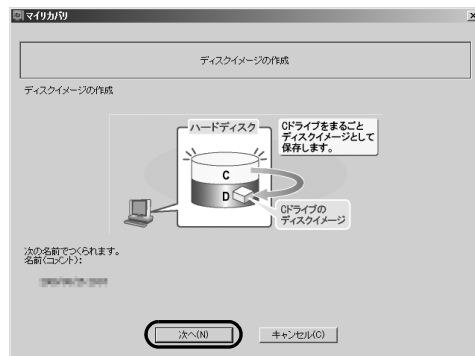 マイリカバリ
ディスクイメージの作成
ディスクイメージの作成
ハードディスク
Cドライブをまるごと
ディスクイメージとして
保存します。
C
D
Cドライブの
ディスクイメージ
次の名前でつくられます。
名前(コメント):
次へ(N)
キャンセル(C)